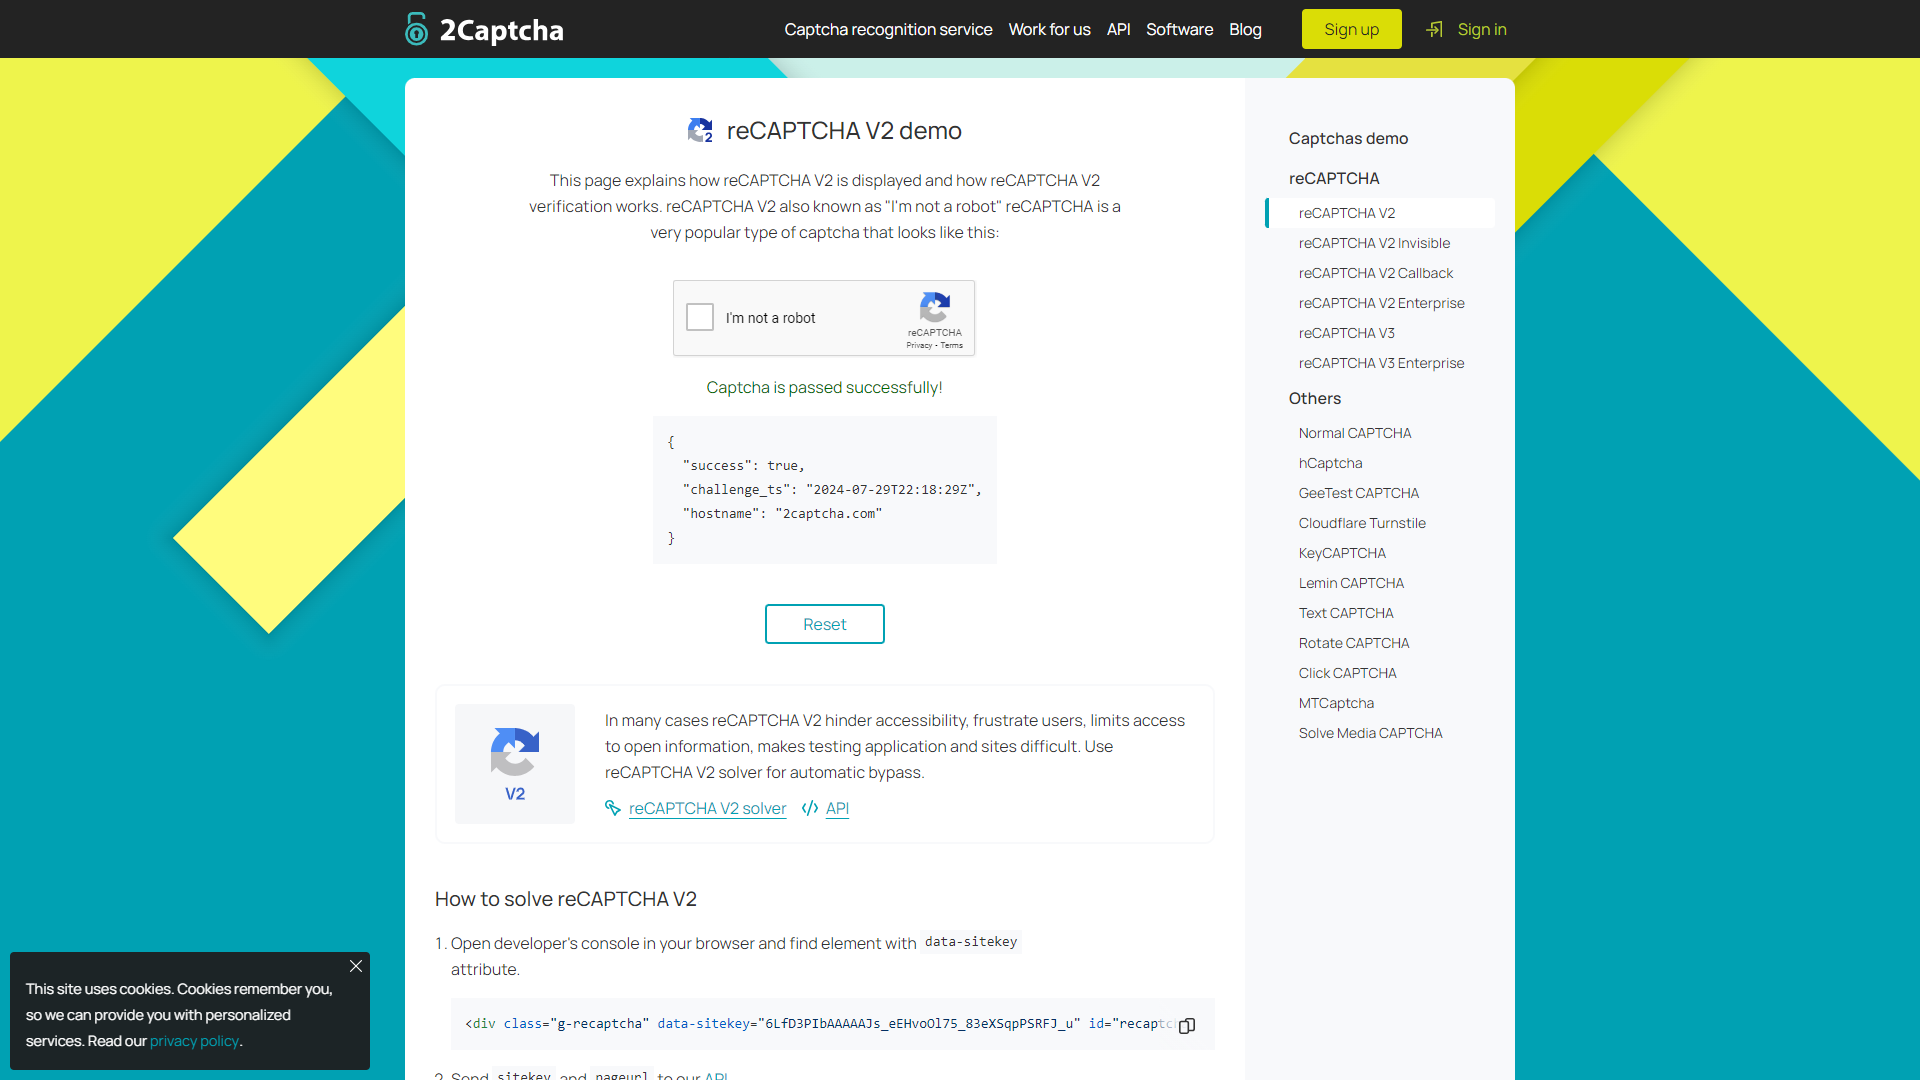 2Captcha
Captcha recognition service
Work for us
API
Software
Blog
Sign up
Sign in
2 reCAPTCHA V2 demo
This page explains how reCAPTCHA V2 is displayed and how reCAPTCHA V2
verification works. reCAPTCHA V2 also known as "I'm not a robot" reCAPTCHA is a
very popular type of captcha that looks like this:
I'm not a robot
reCAPTCHA
Privacy - Terms
Captcha is passed successfully!
{
"success": true,
"challenge_ts": "2024-07-29T22:18:29Z",
"hostname": "2captcha.com"
}
Reset
V2
In many cases reCAPTCHA V2 hinder accessibility, frustrate users, limits access
to open information, makes testing application and sites difficult. Use
reCAPTCHA V2 solver for automatic bypass.
reCAPTCHA V2 solver
API
How to solve reCAPTCHA V2
1. Open developer's console in your browser and find element with data-sitekey
attribute.
<div class="g-recaptcha" data-sitekey="6LfD3PIbAAAAAJs_eEHvoOl75_83eXSqpPSRFJ_u" id="recaptc
2. Send sitekey and pageurl to our API
Captchas demo
reCAPTCHA
reCAPTCHA V2
reCAPTCHA V2 Invisible
reCAPTCHA V2 Callback
reCAPTCHA V2 Enterprise
reCAPTCHA V3
reCAPTCHA V3 Enterprise
Others
Normal CAPTCHA
hCaptcha
GeeTest CAPTCHA
Cloudflare Turnstile
KeyCAPTCHA
Lemin CAPTCHA
Text CAPTCHA
Rotate CAPTCHA
Click CAPTCHA
MTCaptcha
Solve Media CAPTCHA
This site uses cookies. Cookies remember you,
so we can provide you with personalized
services. Read our privacy policy.